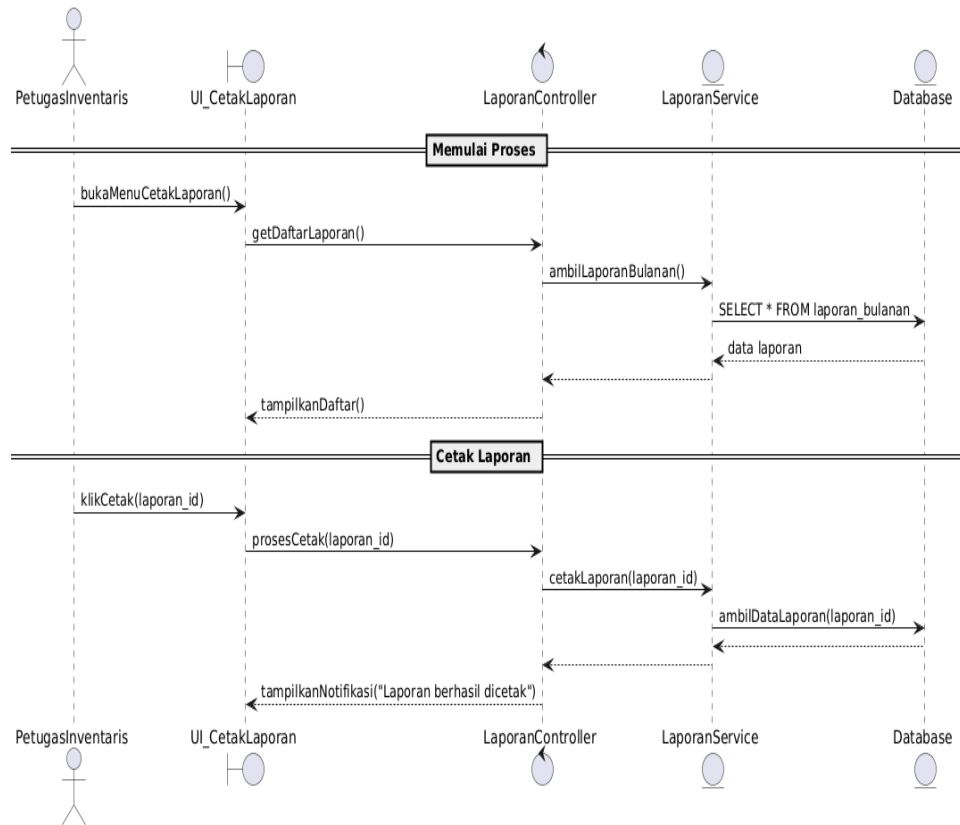 PetugasInventaris
UI_CetakLaporan
LaporanController
LaporanService
Database
Memulai Proses
bukaMenuCetakLaporan()
getDaftarLaporan()
ambilLaporanBulanan()
SELECT * FROM laporan_bulanan
data laporan
tampilkanDaftar()
Cetak Laporan
klikCetak(laporan_id)
prosesCetak(laporan_id)
cetakLaporan(laporan_id)
ambilDataLaporan(laporan_id)
tampilkanNotifikasi("Laporan berhasil dicetak")
PetugasInventaris
UI_CetakLaporan
LaporanController
LaporanService
Database